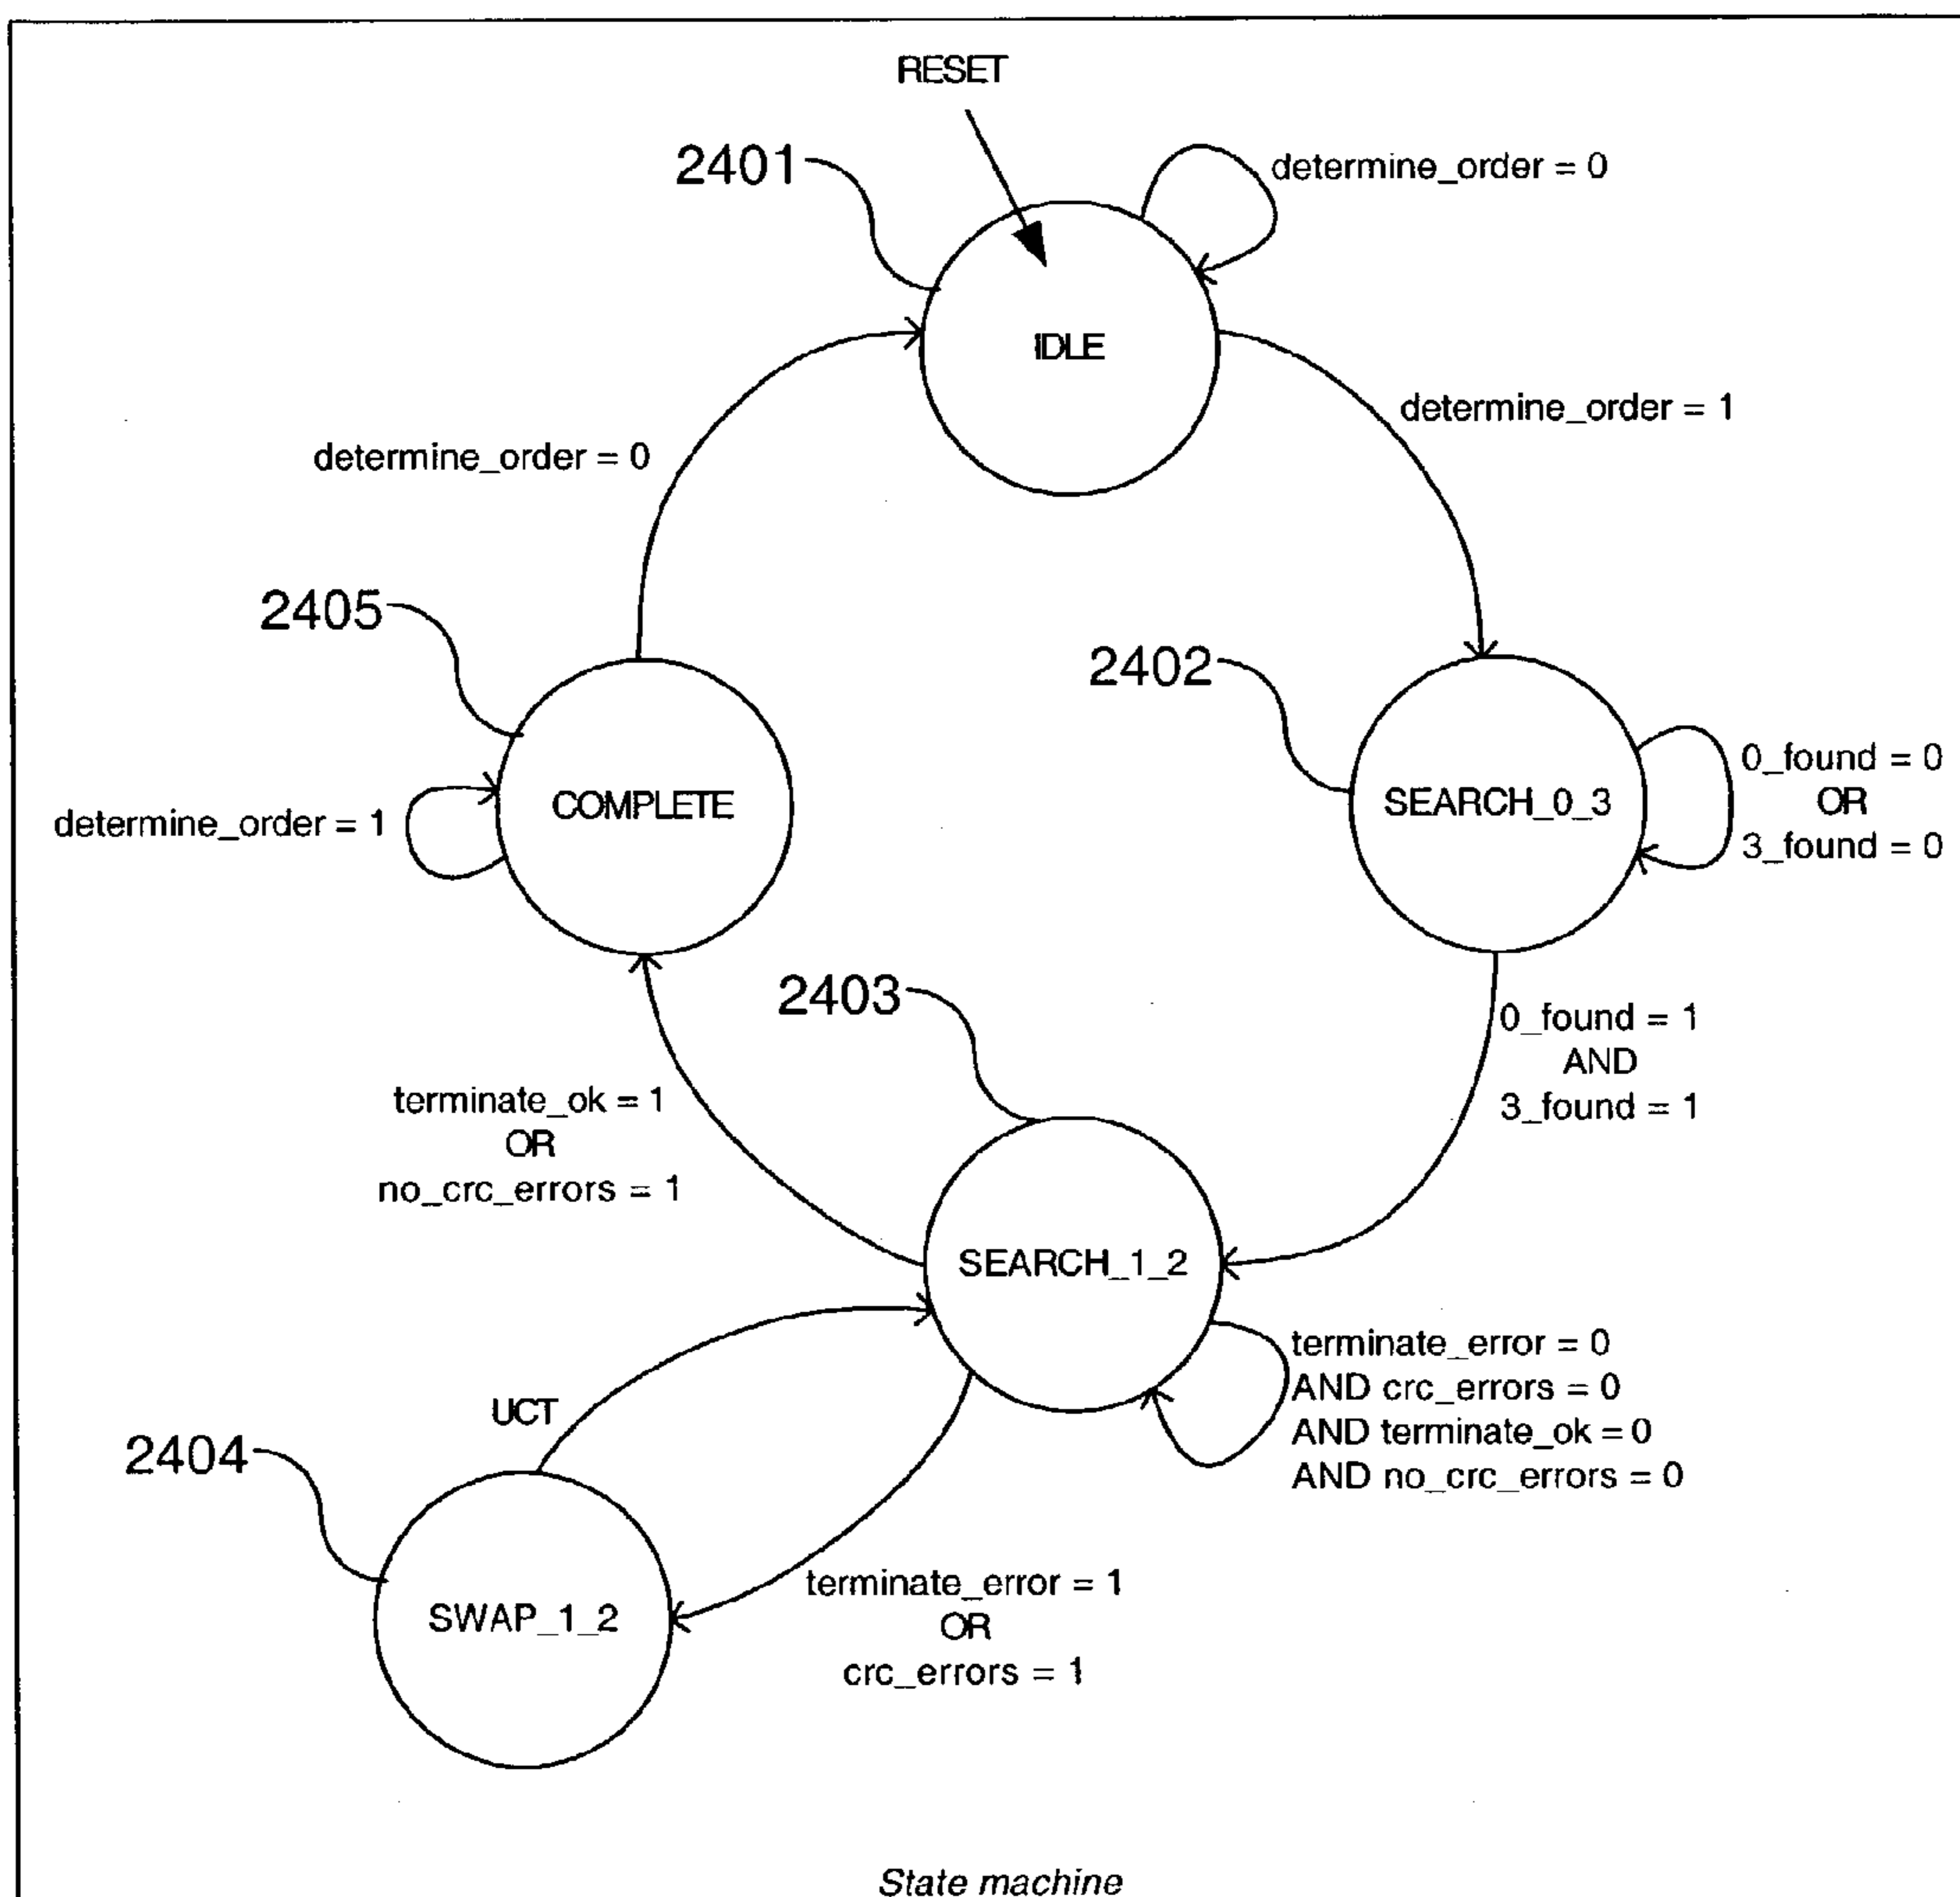 RESET
2401
determine_order = 0
IDLE
determine_order = 1
determine_order = 0
2405
2402
COMPLETE
determine_order = 1
SEARCH_0_3
0_found = 0
OR
3_found = 0
2403
0_found = 1
AND
3_found = 1
terminate_ok = 1
OR
no_crc_errors = 1
SEARCH_1_2
terminate_error = 0
AND crc_errors = 0
AND terminate_ok = 0
AND no_crc_errors = 0
UCT
2404
SWAP_1_2
terminate_error = 1
OR
crc_errors = 1
State machine